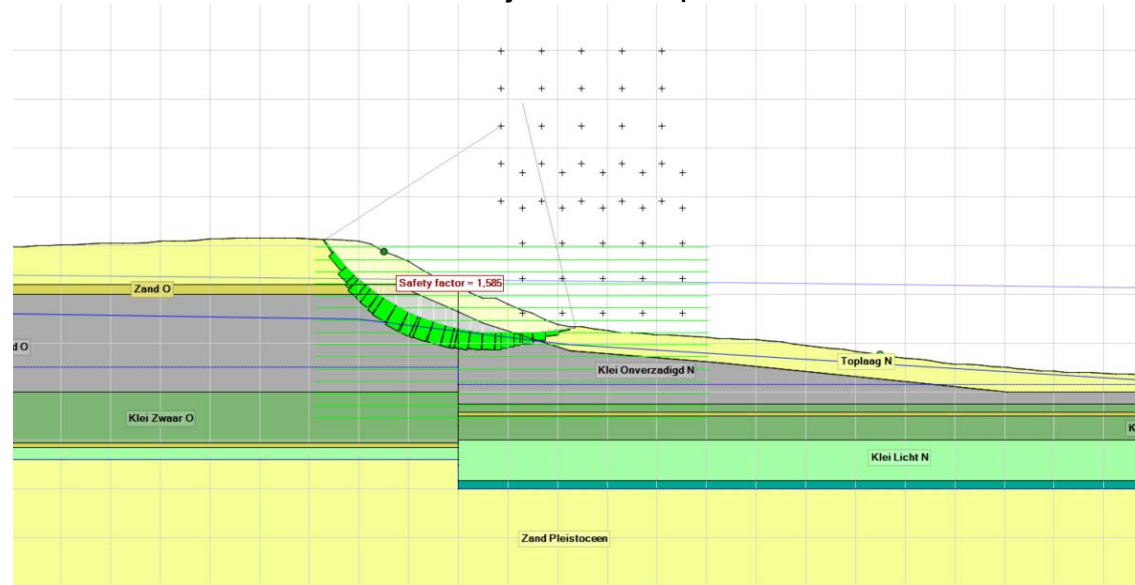 Safety factor = 1,585
Zand O
d O
Klei Onverzadigd N
Toplaag N
Klei Zwaar O
K
Klei Licht N
Zand Pleistoceen